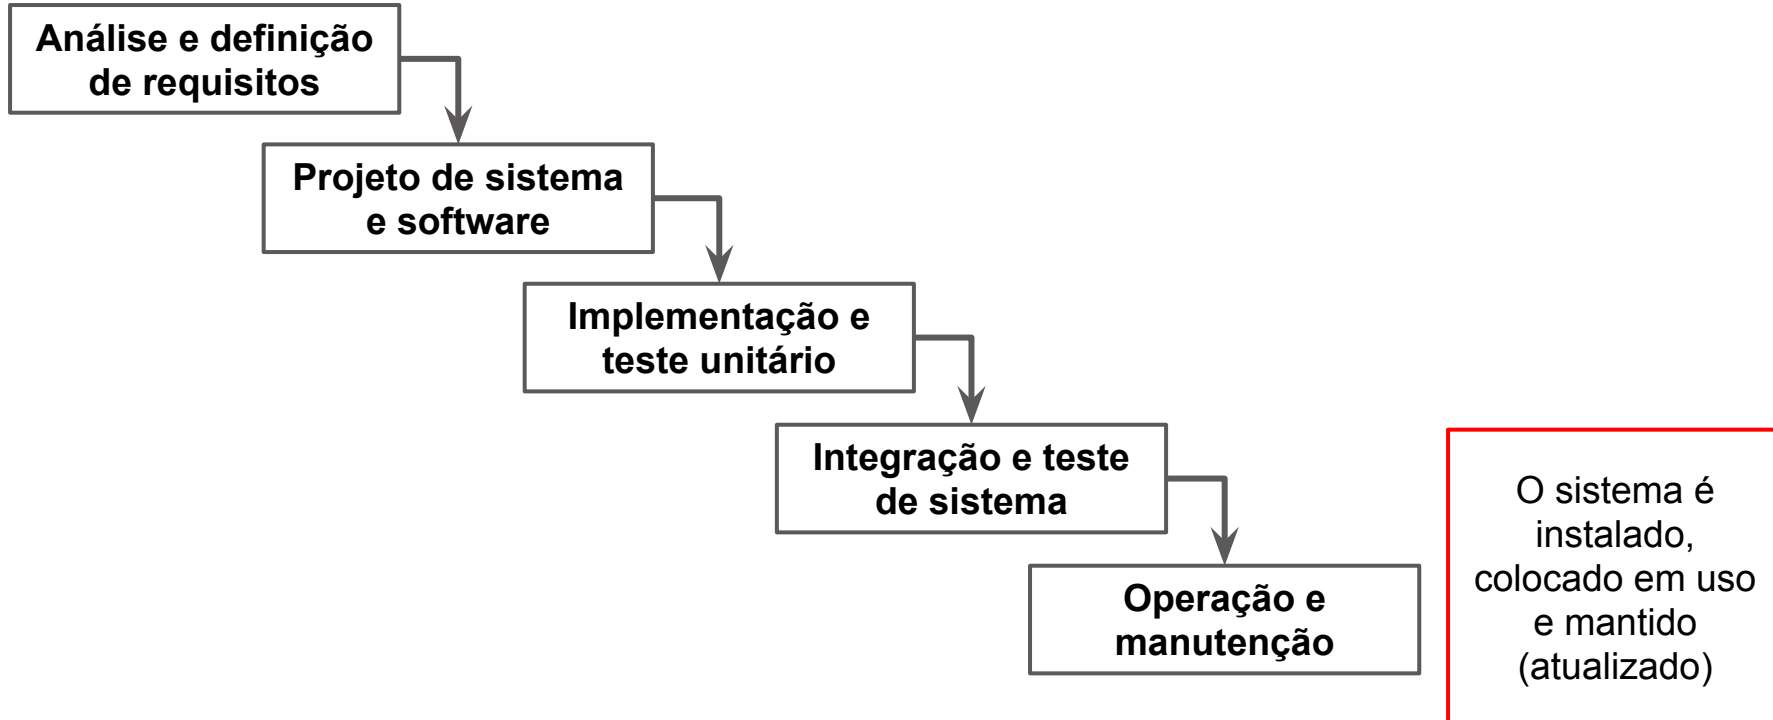 Análise e definição
de requisitos
Projeto de sistema
e software
Implementação e
teste unitário
Integração e teste
de sistema
Operação e
manutenção
O sistema é
instalado,
colocado em uso
e mantido
(atualizado)